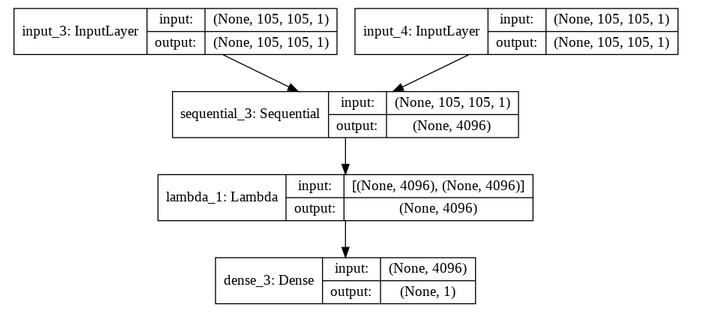 input_3: InputLayer
input: (None, 105, 105, 1)
output: (None, 105, 105, 1)
input_4: InputLayer
input: (None, 105, 105, 1)
output: (None, 105, 105, 1)
sequential_3: Sequential
input: (None, 105, 105, 1)
output: (None, 4096)
lambda_1: Lambda
input: [(None, 4096), (None, 4096)]
output: (None, 4096)
dense_3: Dense
input: (None, 4096)
output: (None, 1)